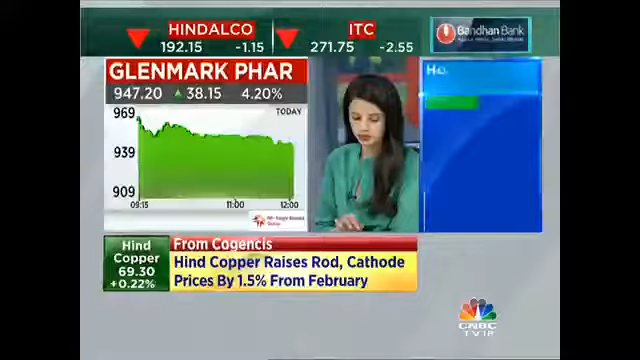 HINDALCO
192.15 -1.15
ITC
271.75 -2.55
Bandhan Bank
GLENMARK PHAR
947.20 38.15 4.20%
TODAY
969
939
909
09:15 11:00 12:00
Hind
Copper
69.30
+0.22%
From Cogencis
Hind Copper Raises Rod, Cathode
Prices By 1.5% From February
CNBC
TV18